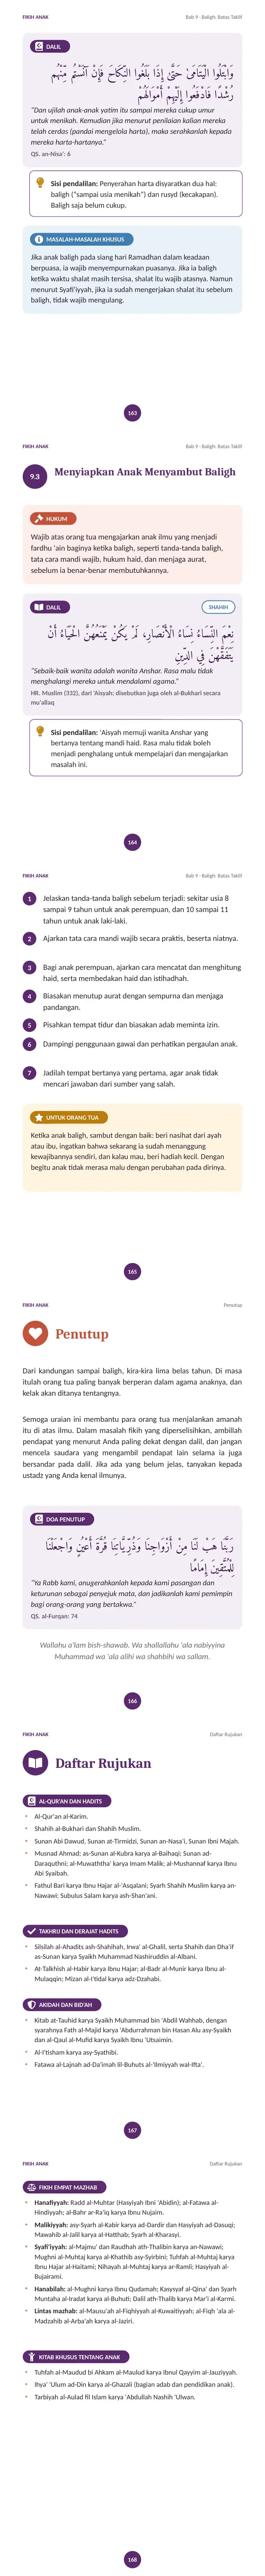 FIKIH ANAK
Bab 9 · Baligh: Batas Taklif
DALIL
وَابْتَلُوا الْيَتَامَىٰ حَتَّىٰ إِذَا بَلَغُوا النِّكَاحَ فَإِنْ آنَسْتُم مِّنْهُمْ
رُشْدًا فَادْفَعُوا إِلَيْهِمْ أَمْوَالَهُمْ
"Dan ujilah anak-anak yatim itu sampai mereka cukup umur
untuk menikah. Kemudian jika menurut penilaian kalian mereka
telah cerdas (pandai mengelola harta), maka serahkanlah kepada
mereka harta-hartanya."
QS. an-Nisa': 6
Sisi pendalilan: Penyerahan harta disyaratkan dua hal:
baligh ("sampai usia menikah") dan rusyd (kecakapan).
Baligh saja belum cukup.
MASALAH-MASALAH KHUSUS
Jika anak baligh pada siang hari Ramadhan dalam keadaan
berpuasa, ia wajib menyempurnakan puasanya. Jika ia baligh
ketika waktu shalat masih tersisa, shalat itu wajib atasnya. Namun
menurut Syafi'iyyah, jika ia sudah mengerjakan shalat itu sebelum
baligh, tidak wajib mengulang.
163
FIKIH ANAK
Bab 9 · Baligh: Batas Taklif
9.3
Menyiapkan Anak Menyambut Baligh
HUKUM
Wajib atas orang tua mengajarkan anak ilmu yang menjadi
fardhu 'ain baginya ketika baligh, seperti tanda-tanda baligh,
tata cara mandi wajib, hukum haid, dan menjaga aurat,
sebelum ia benar-benar membutuhkannya.
DALIL
SHAHIH
نِعْمَ النِّسَاءُ نِسَاءُ الْأَنْصَارِ، لَمْ يَكُنْ يَمْنَعُهُنَّ الْحَيَاءُ أَنْ
يَتَفَقَّهْنَ فِي الدِّينِ
"Sebaik-baik wanita adalah wanita Anshar. Rasa malu tidak
menghalangi mereka untuk mendalami agama."
HR. Muslim (332), dari 'Aisyah; disebutkan juga oleh al-Bukhari secara
mu'allaq
Sisi pendalilan: 'Aisyah memuji wanita Anshar yang
bertanya tentang mandi haid. Rasa malu tidak boleh
menjadi penghalang untuk mempelajari dan mengajarkan
masalah ini.
164
FIKIH ANAK
Bab 9 · Baligh: Batas Taklif
1 Jelaskan tanda-tanda baligh sebelum terjadi: sekitar usia 8
sampai 9 tahun untuk anak perempuan, dan 10 sampai 11
tahun untuk anak laki-laki.
2 Ajarkan tata cara mandi wajib secara praktis, beserta niatnya.
3 Bagi anak perempuan, ajarkan cara mencatat dan menghitung
haid, serta membedakan haid dan istihadhah.
4 Biasakan menutup aurat dengan sempurna dan menjaga
pandangan.
5 Pisahkan tempat tidur dan biasakan adab meminta izin.
6 Dampingi penggunaan gawai dan perhatikan pergaulan anak.
7 Jadilah tempat bertanya yang pertama, agar anak tidak
mencari jawaban dari sumber yang salah.
UNTUK ORANG TUA
Ketika anak baligh, sambut dengan baik: beri nasihat dari ayah
atau ibu, ingatkan bahwa sekarang ia sudah menanggung
kewajibannya sendiri, dan kalau mau, beri hadiah kecil. Dengan
begitu anak tidak merasa malu dengan perubahan pada dirinya.
165
FIKIH ANAK
Penutup
Penutup
Dari kandungan sampai baligh, kira-kira lima belas tahun. Di masa
itulah orang tua paling banyak berperan dalam agama anaknya, dan
kelak akan ditanya tentangnya.
Semoga uraian ini membantu para orang tua menjalankan amanah
itu di atas ilmu. Dalam masalah fikih yang diperselisihkan, ambillah
pendapat yang menurut Anda paling dekat dengan dalil, dan jangan
mencela saudara yang mengambil pendapat lain selama ia juga
bersandar pada dalil. Jika ada yang belum jelas, tanyakan kepada
ustadz yang Anda kenal ilmunya.
DOA PENUTUP
رَبَّنَا هَبْ لَنَا مِنْ أَزْوَاجِنَا وَذُرِّيَّاتِنَا قُرَّةَ أَعْيُنٍ وَاجْعَلْنَا
لِلْمُتَّقِينَ إِمَامًا
"Ya Rabb kami, anugerahkanlah kepada kami pasangan dan
keturunan sebagai penyejuk mata, dan jadikanlah kami pemimpin
bagi orang-orang yang bertakwa."
QS. al-Furqan: 74
Wallahu a'lam bish-shawab. Wa shallallahu 'ala nabiyyina
Muhammad wa 'ala alihi wa shahbihi wa sallam.
166
FIKIH ANAK
Daftar Rujukan
AL-QUR'AN DAN HADITS
• Al-Qur'an al-Karim.
• Shahih al-Bukhari dan Shahih Muslim.
• Sunan Abi Dawud, Sunan at-Tirmidzi, Sunan an-Nasa'i, Sunan Ibni Majah.
• Musnad Ahmad; as-Sunan al-Kubra karya al-Baihaqi; Sunan ad-
Daraquthni; al-Muwaththa' karya Imam Malik; al-Mushannaf karya Ibnu
Abi Syaibah.
• Fathul Bari karya Ibnu Hajar al-'Asqalani; Syarh Shahih Muslim karya an-
Nawawi; Subulus Salam karya ash-Shan'ani.
TAKHRIJ DAN DERAJAT HADITS
• Silsilah al-Ahadits ash-Shahihah, Irwa' al-Ghalil, serta Shahih dan Dha'if
as-Sunan karya Syaikh Muhammad Nashiruddin al-Albani.
• At-Talkhish al-Habir karya Ibnu Hajar; al-Badr al-Munir karya Ibnu al-
Mulaqqin; Mizan al-I'tidal karya adz-Dzahabi.
AKIDAH DAN BID'AH
• Kitab at-Tauhid karya Syaikh Muhammad bin 'Abdil Wahhab, dengan
syarahnya Fath al-Majid karya 'Abdurrahman bin Hasan Alu asy-Syaikh
dan al-Qaul al-Mufid karya Syaikh Ibnu 'Utsaimin.
• Al-I'tisham karya asy-Syathibi.
• Fatawa al-Lajnah ad-Da'imah lil-Buhuts al-'Ilmiyyah wal-Ifta'.
167
FIKIH ANAK
Daftar Rujukan
FIKIH EMPAT MAZHAB
• Hanafiyyah: Radd al-Muhtar (Hasyiyah Ibni 'Abidin); al-Fatawa al-
Hindiyyah; al-Bahr ar-Ra'iq karya Ibnu Nujaim.
• Malikiyyah: asy-Syarh al-Kabir karya ad-Dardir dan Hasyiyah ad-Dasuqi;
Mawahib al-Jalil karya al-Hatthab; Syarh al-Kharasyi.
• Syafi'iyyah: al-Majmu' dan Raudhah ath-Thalibin karya an-Nawawi;
Mughni al-Muhtaj karya al-Khathib asy-Syirbini; Tuhfah al-Muhtaj karya
Ibnu Hajar al-Haitami; Nihayah al-Muhtaj karya ar-Ramli; Hasyiyah al-
Bujairami.
• Hanabilah: al-Mughni karya Ibnu Qudamah; Kasysyaf al-Qina' dan Syarh
Muntaha al-Iradat karya al-Buhuti; Dalil ath-Thalib karya Mar'i al-Karmi.
• Lintas mazhab: al-Mausu'ah al-Fiqhiyyah al-Kuwaitiyyah; al-Fiqh 'ala al-
Madzahib al-Arba'ah karya al-Jaziri.
KITAB KHUSUS TENTANG ANAK
• Tuhfah al-Maudud bi Ahkam al-Maulud karya Ibnul Qayyim al-Jauziyyah.
• Ihya' 'Ulum ad-Din karya al-Ghazali (bagian adab dan pendidikan anak).
• Tarbiyah al-Aulad fil Islam karya 'Abdullah Nashih 'Ulwan.
168